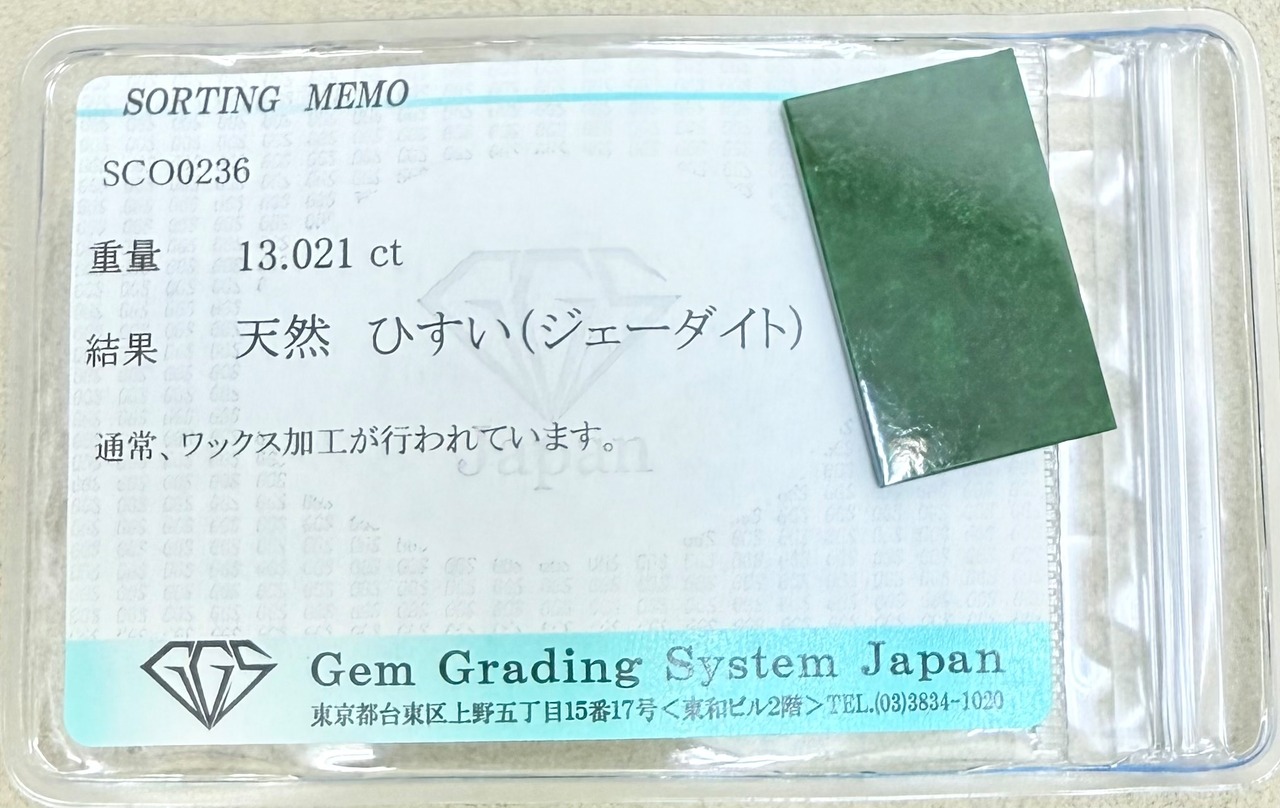 SORTING MEMO
SCO0236
重量 13.021 ct
結果 天然 ひすい(ジェーダイト)
通常、ワックス加工が行われています。
Japan
GGS Gem Grading System Japan
東京都台東区上野五丁目15番17号<東和ビル2階>TEL.(03)3834-1020